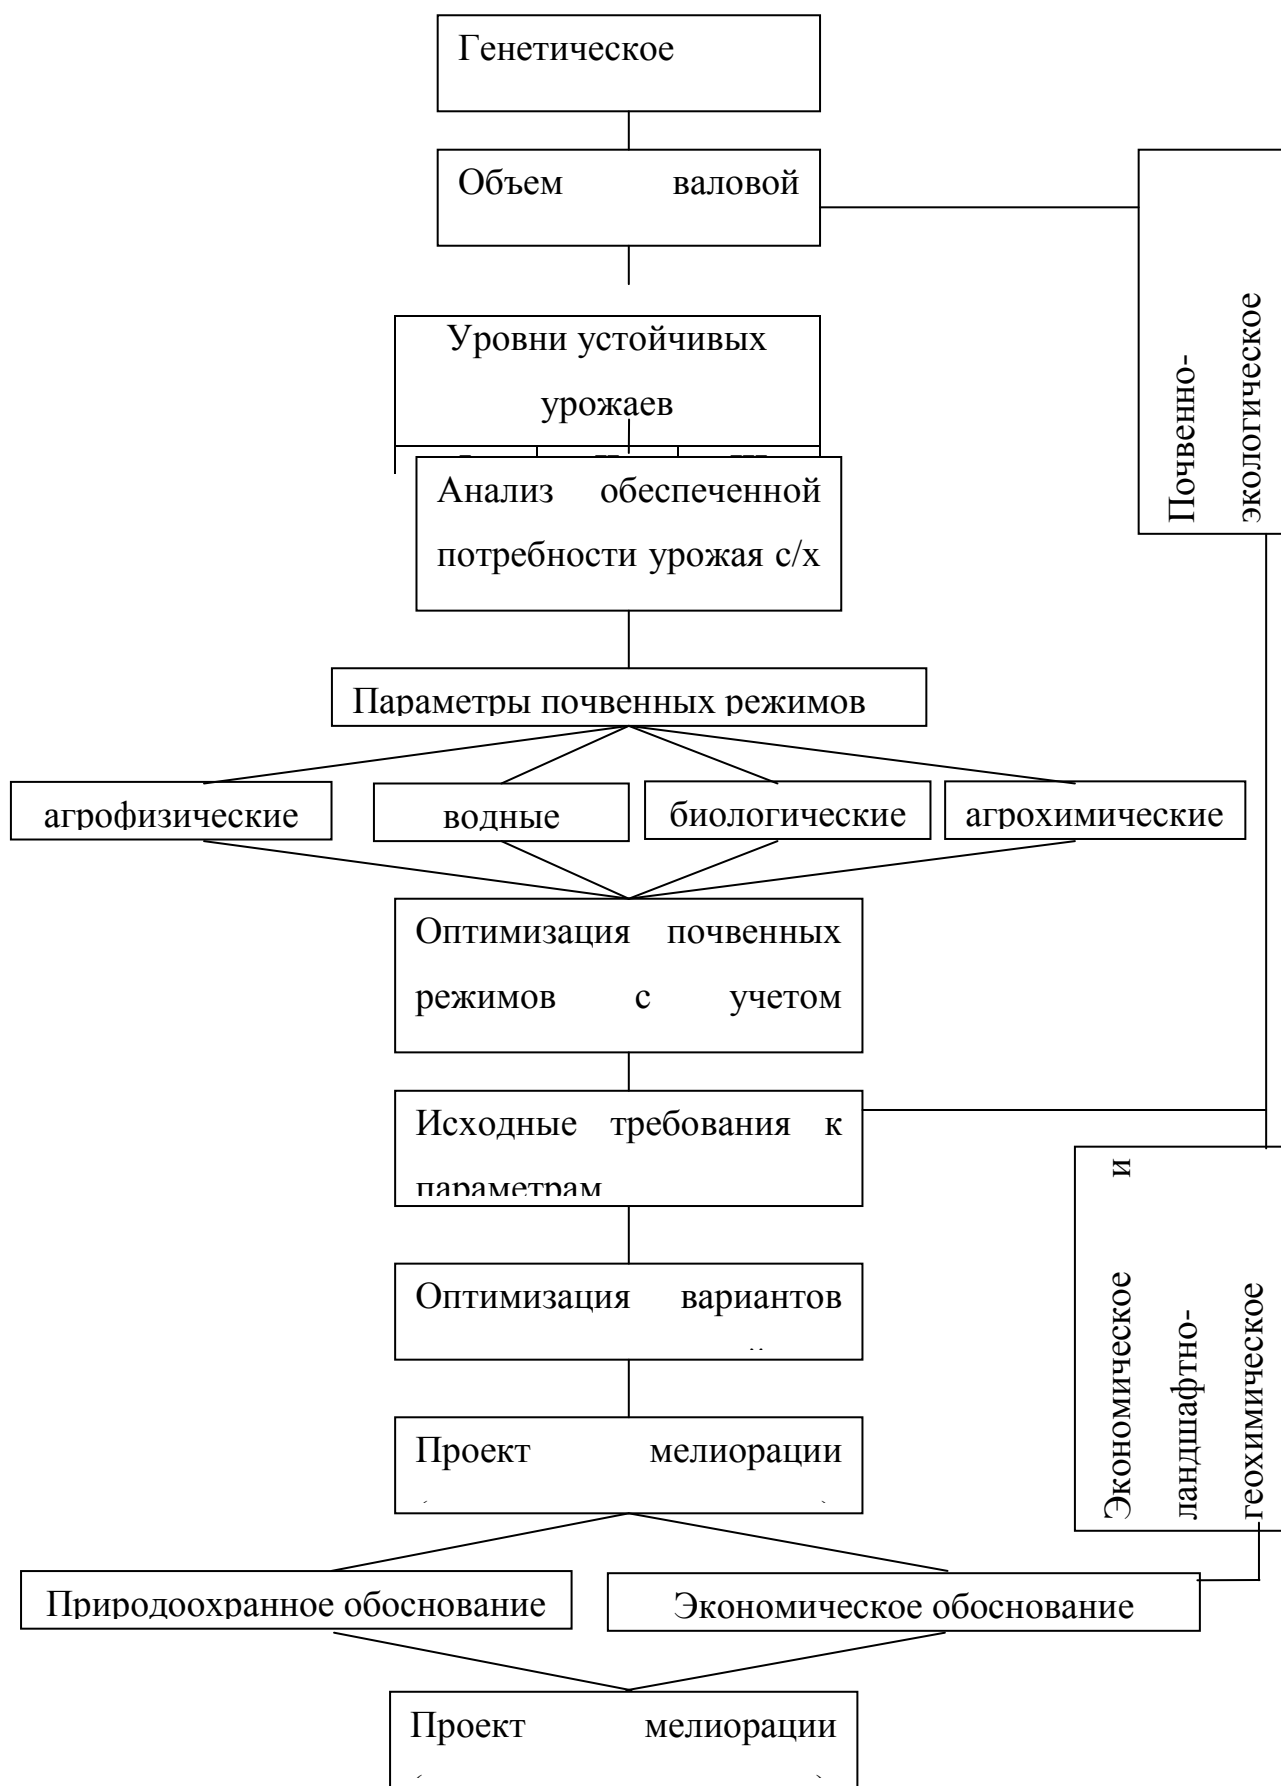 Генетическое
Объем валовой
Почвенно-
экологическое
Уровни устойчивых
урожаев
Анализ обеспеченной
потребности урожая с/х
Параметры почвенных режимов
агрофизические
водные
биологические
агрохимические
Оптимизация почвенных
режимов с учетом
Исходные требования к
параметрам
Оптимизация вариантов
Экономическое и
ландшафтно-
геохимическое
Проект мелиорации
Природоохранное обоснование
Экономическое обоснование
Проект мелиорации